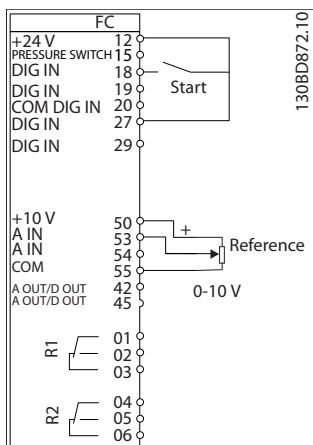 FC
+24 V 12
PRESSURE SWITCH 15
DIG IN 18
DIG IN 19
COM DIG IN 20
DIG IN 27
DIG IN 29
Start
+10 V 50
A IN 53
A IN 54
COM 55
A OUT/D OUT 42
A OUT/D OUT 45
+
Reference
0-10 V
R1
01
02
03
R2
04
05
06
130BD872.10